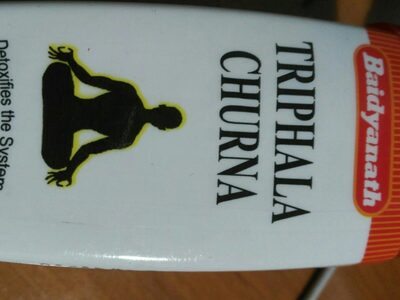 Baidyanath
TRIPHALA
CHURNA
Detoxifies the System